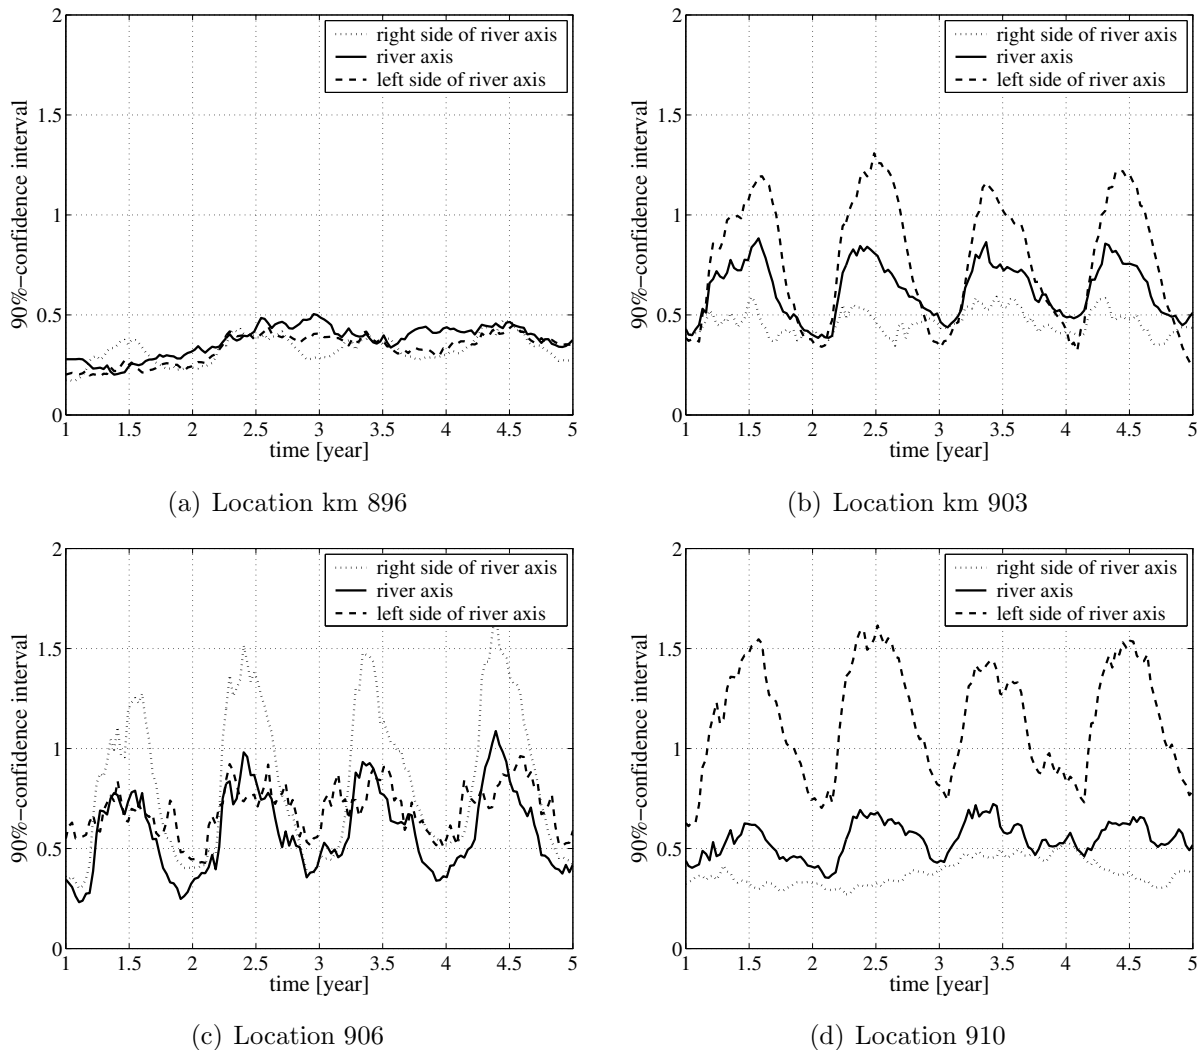 2
1.5
1
0.5
0
90%−confidence interval
right side of river axis
river axis
left side of river axis
1 1.5 2 2.5 3 3.5 4 4.5 5
time [year]
(a) Location km 896
2
1.5
1
0.5
0
90%−confidence interval
right side of river axis
river axis
left side of river axis
1 1.5 2 2.5 3 3.5 4 4.5 5
time [year]
(b) Location km 903
2
1.5
1
0.5
0
90%−confidence interval
right side of river axis
river axis
left side of river axis
1 1.5 2 2.5 3 3.5 4 4.5 5
time [year]
(c) Location 906
2
1.5
1
0.5
0
90%−confidence interval
right side of river axis
river axis
left side of river axis
1 1.5 2 2.5 3 3.5 4 4.5 5
time [year]
(d) Location 910